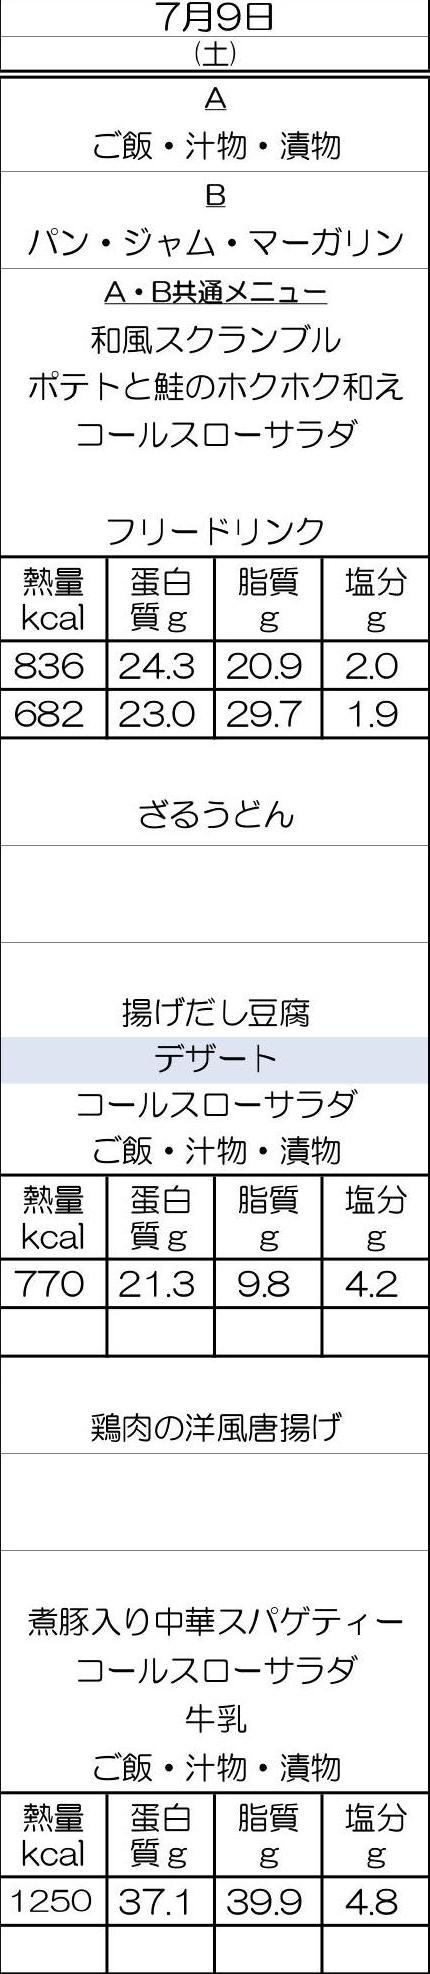 7月9日
(土)
A
ご飯・汁物・漬物
B
パン・ジャム・マーガリン
A・B共通メニュー
和風スクランブル
ポテトと鮭のホクホク和え
コールスローサラダ
フリードリンク
熱量 蛋白 脂質 塩分
kcal 質g g g
836 24.3 20.9 2.0
682 23.0 29.7 1.9
ざるうどん
揚げだし豆腐
デザート
コールスローサラダ
ご飯・汁物・漬物
熱量 蛋白 脂質 塩分
kcal 質g g g
770 21.3 9.8 4.2
鶏肉の洋風唐揚げ
煮豚入り中華スパゲティー
コールスローサラダ
牛乳
ご飯・汁物・漬物
熱量 蛋白 脂質 塩分
kcal 質g g g
1250 37.1 39.9 4.8